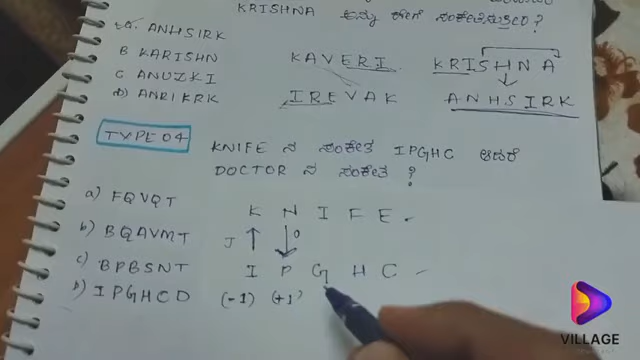 KRISHNA ಕನ್ನು ಹೇಗೆ ಸಂಕೇತಿಸುತ್ತೀರಿ?
a. ANHSIRK
B KARISHN
C ANUZKI
D) ANRIKRK
KAVERI KRISHNA
IREVAK ANHSIRK
TYPE 04
KNIFE ನ ಸಂಕೇತ IPGHC ಆದರೆ
DOCTOR ನ ಸಂಕೇತ ?
a) FQVQT
b) BQAVMT
c) BPBSNT
D) IPGHCD
K N I F E
J O
I P G H C
(-1) (+1)
VILLAGE